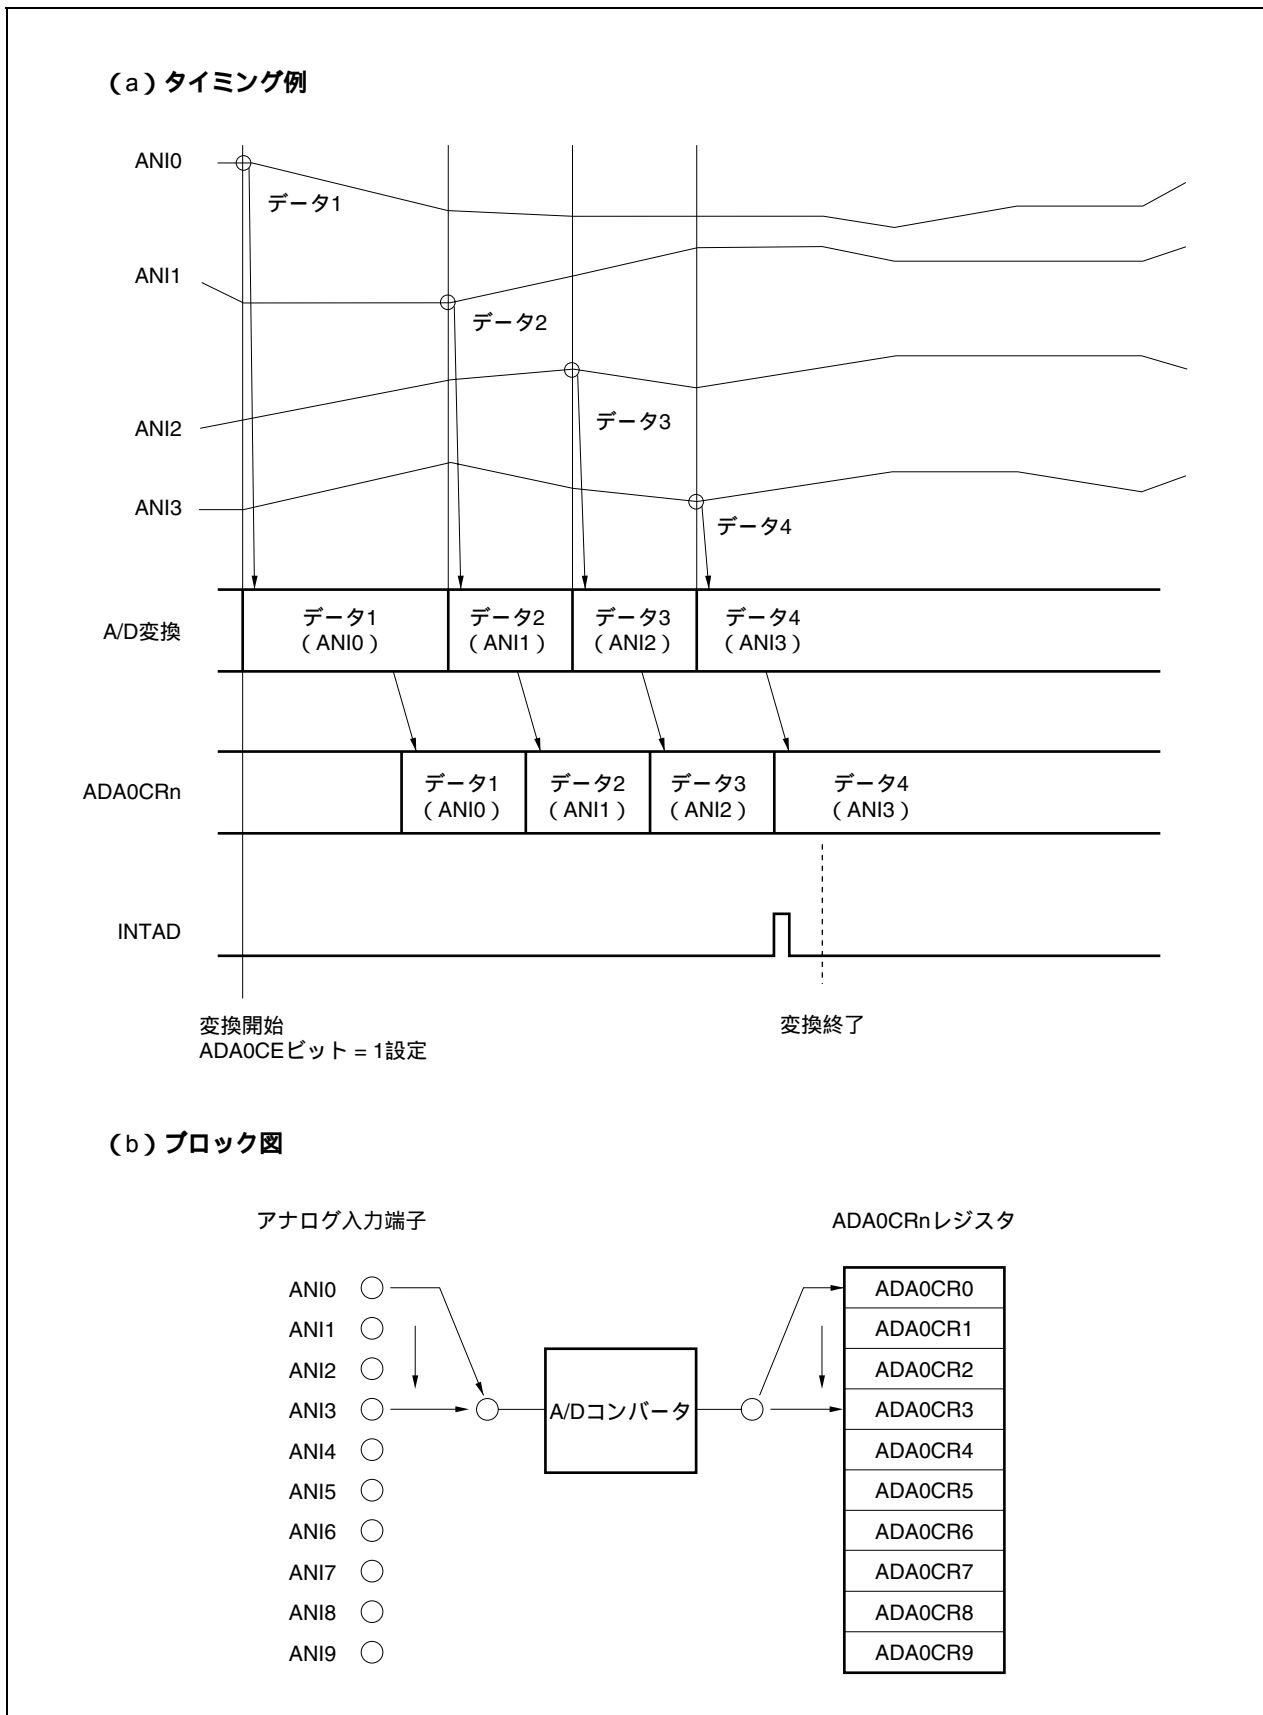 （a）タイミング例
ANI0
データ1
ANI1
データ2
ANI2
データ3
ANI3
データ4
A/D変換
データ1
（ANI0）
データ2
（ANI1）
データ3
（ANI2）
データ4
（ANI3）
ADA0CRn
データ1
（ANI0）
データ2
（ANI1）
データ3
（ANI2）
データ4
（ANI3）
INTAD
変換開始
ADA0CEビット = 1設定
変換終了
（b）ブロック図
アナログ入力端子
ADA0CRnレジスタ
ANI0
ANI1
ANI2
ANI3
ANI4
ANI5
ANI6
ANI7
ANI8
ANI9
A/Dコンバータ
ADA0CR0
ADA0CR1
ADA0CR2
ADA0CR3
ADA0CR4
ADA0CR5
ADA0CR6
ADA0CR7
ADA0CR8
ADA0CR9